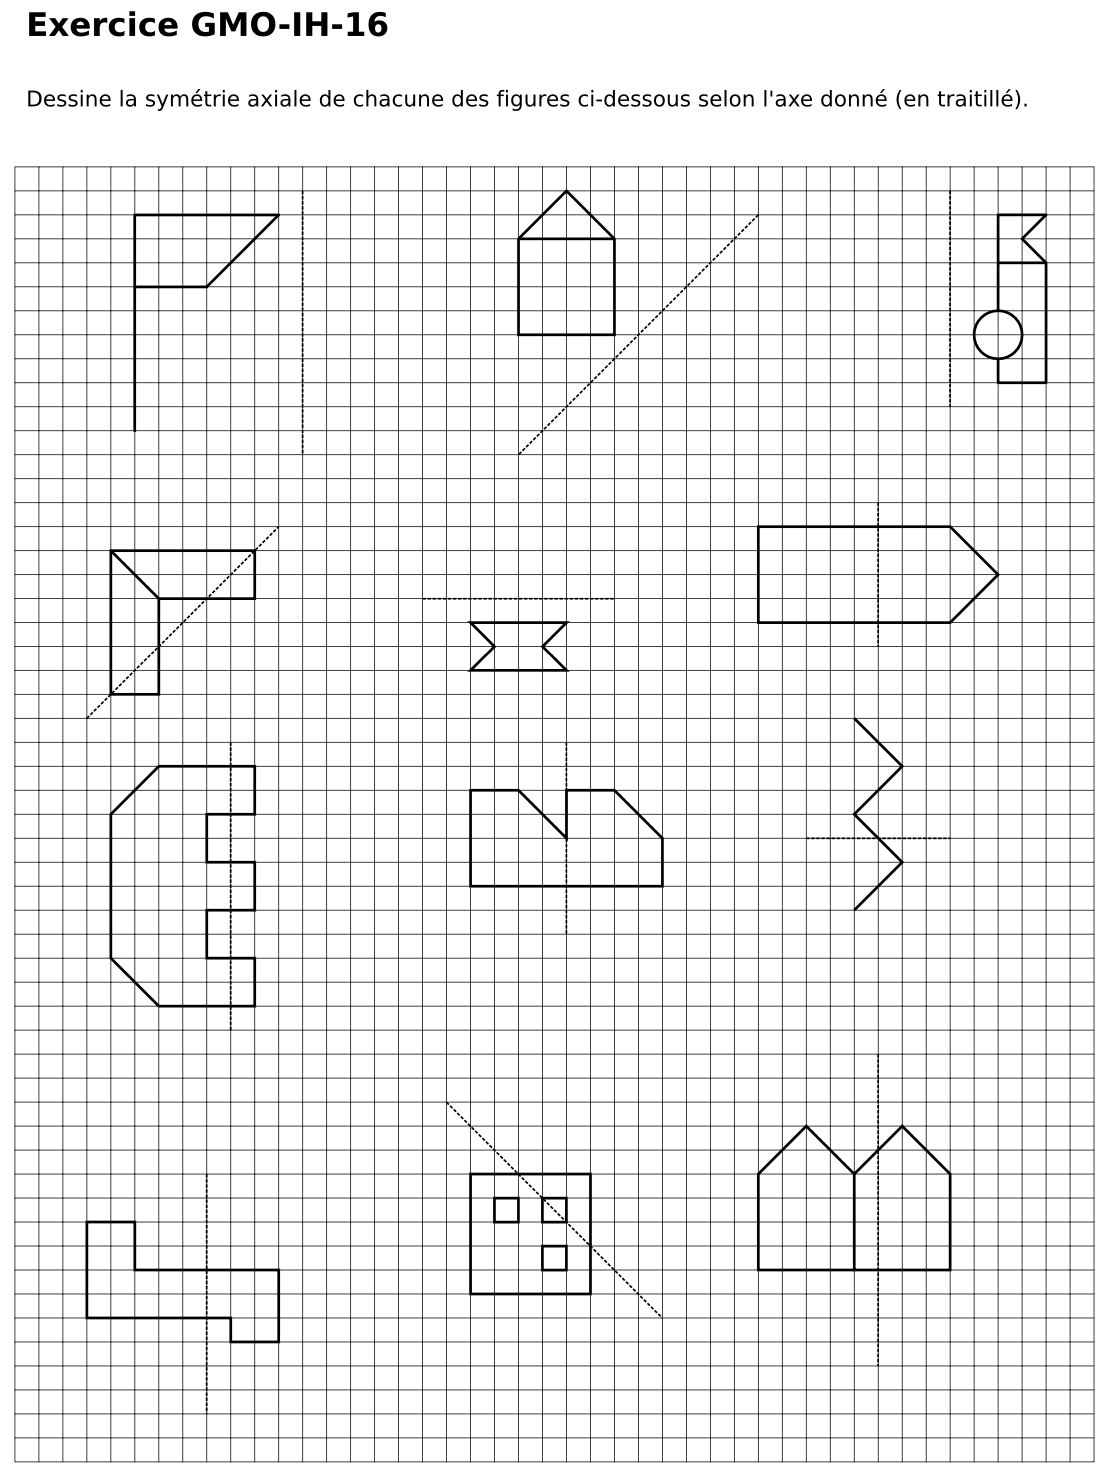 Exercice GMO-IH-16
Dessine la symétrie axiale de chacune des figures ci-dessous selon l'axe donné (en traitillé).